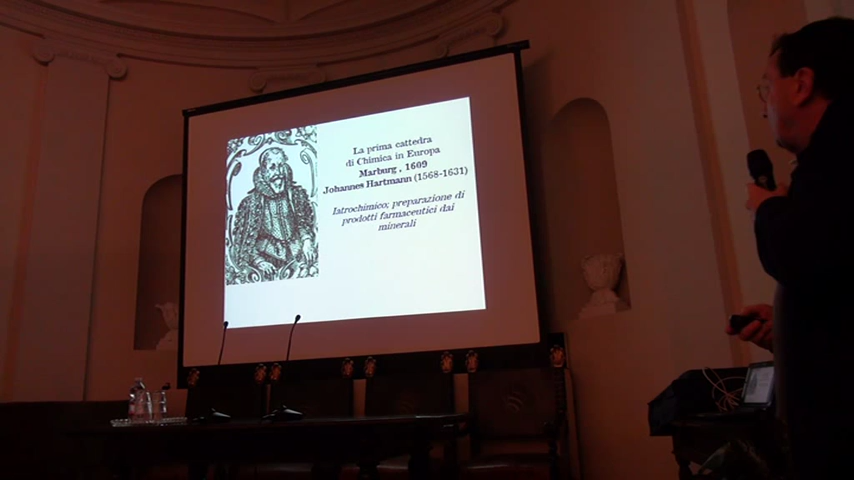 La prima cattedra
di Chimica in Europa
Marburg , 1609
Johannes Hartmann (1568-1631)
Iatrochimico; preparazione di
prodotti farmaceutici dai
minerali